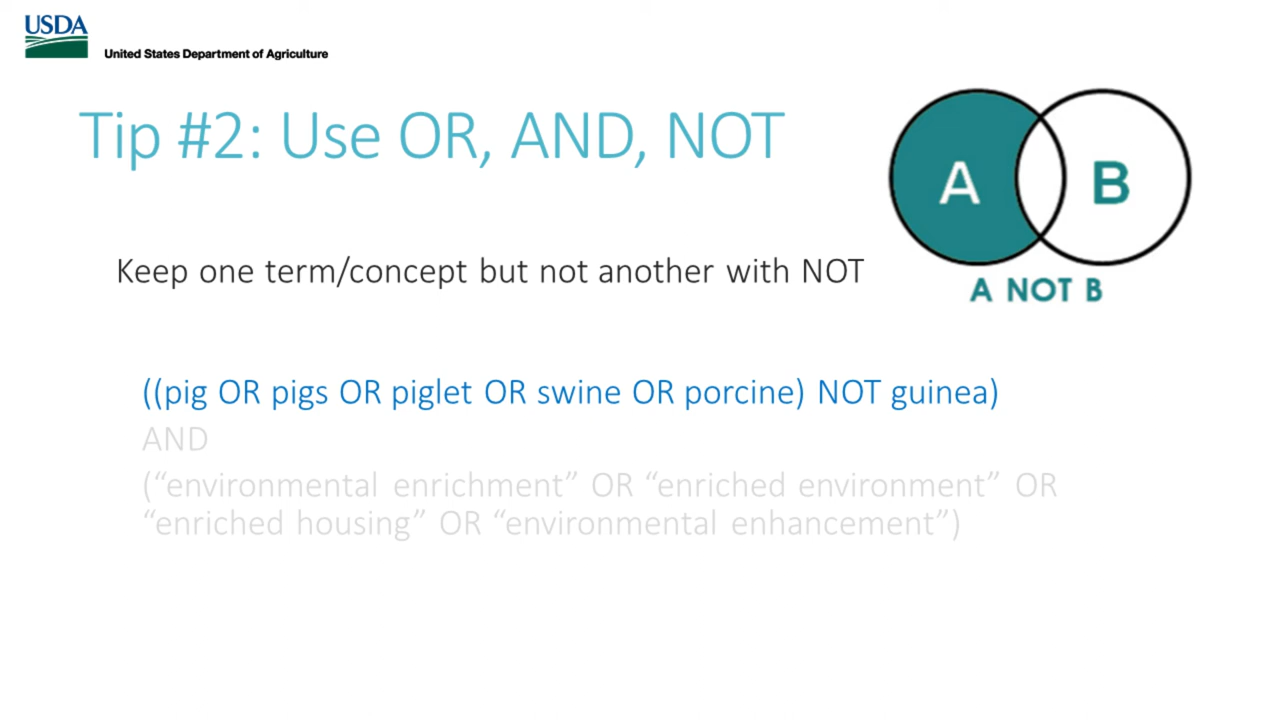 USDA
United States Department of Agriculture
Tip #2: Use OR, AND, NOT
A
B
A NOT B
Keep one term/concept but not another with NOT
((pig OR pigs OR piglet OR swine OR porcine) NOT guinea)
AND
(“environmental enrichment” OR “enriched environment” OR
“enriched housing” OR “environmental enhancement”)